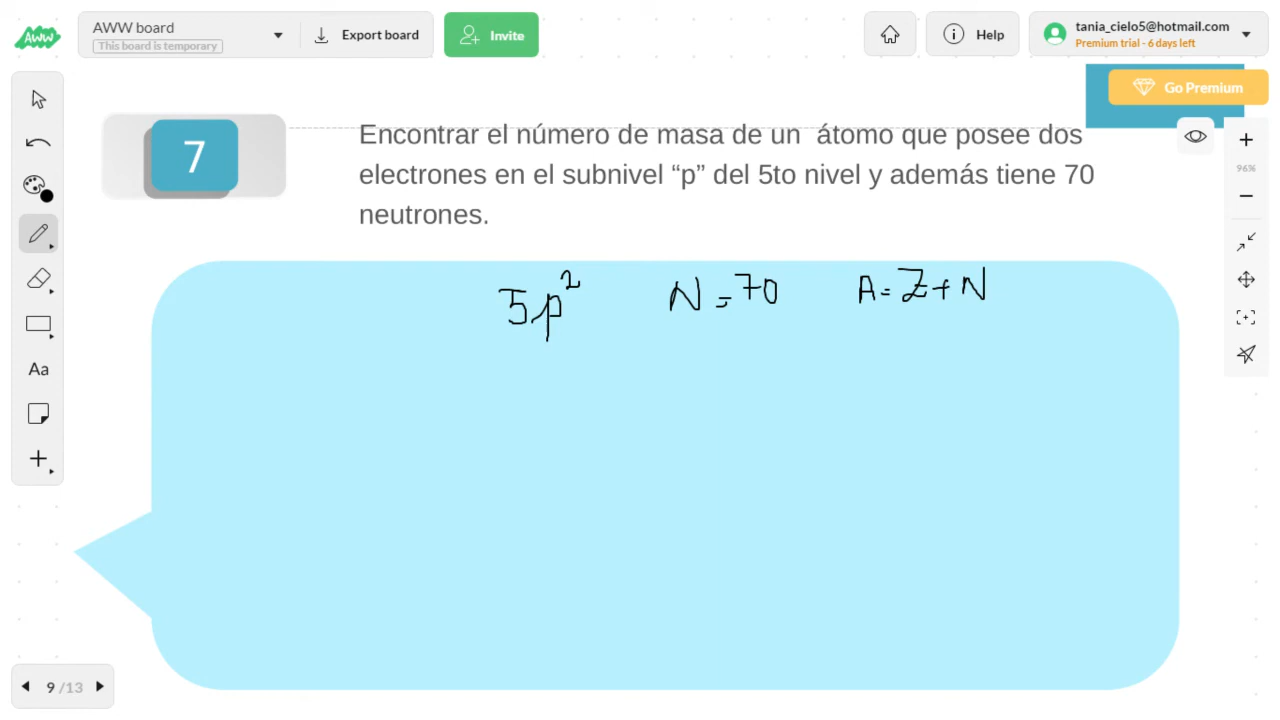 AWW
AWW board
This board is temporary
Export board
Invite
Help
tania_cielo5@hotmail.com
Premium trial - 6 days left
Go Premium
7
Encontrar el número de masa de un átomo que posee dos
electrones en el subnivel “p” del 5to nivel y además tiene 70
neutrones.
96%
5p² N=70 A=Z+N
Aa
9 /13